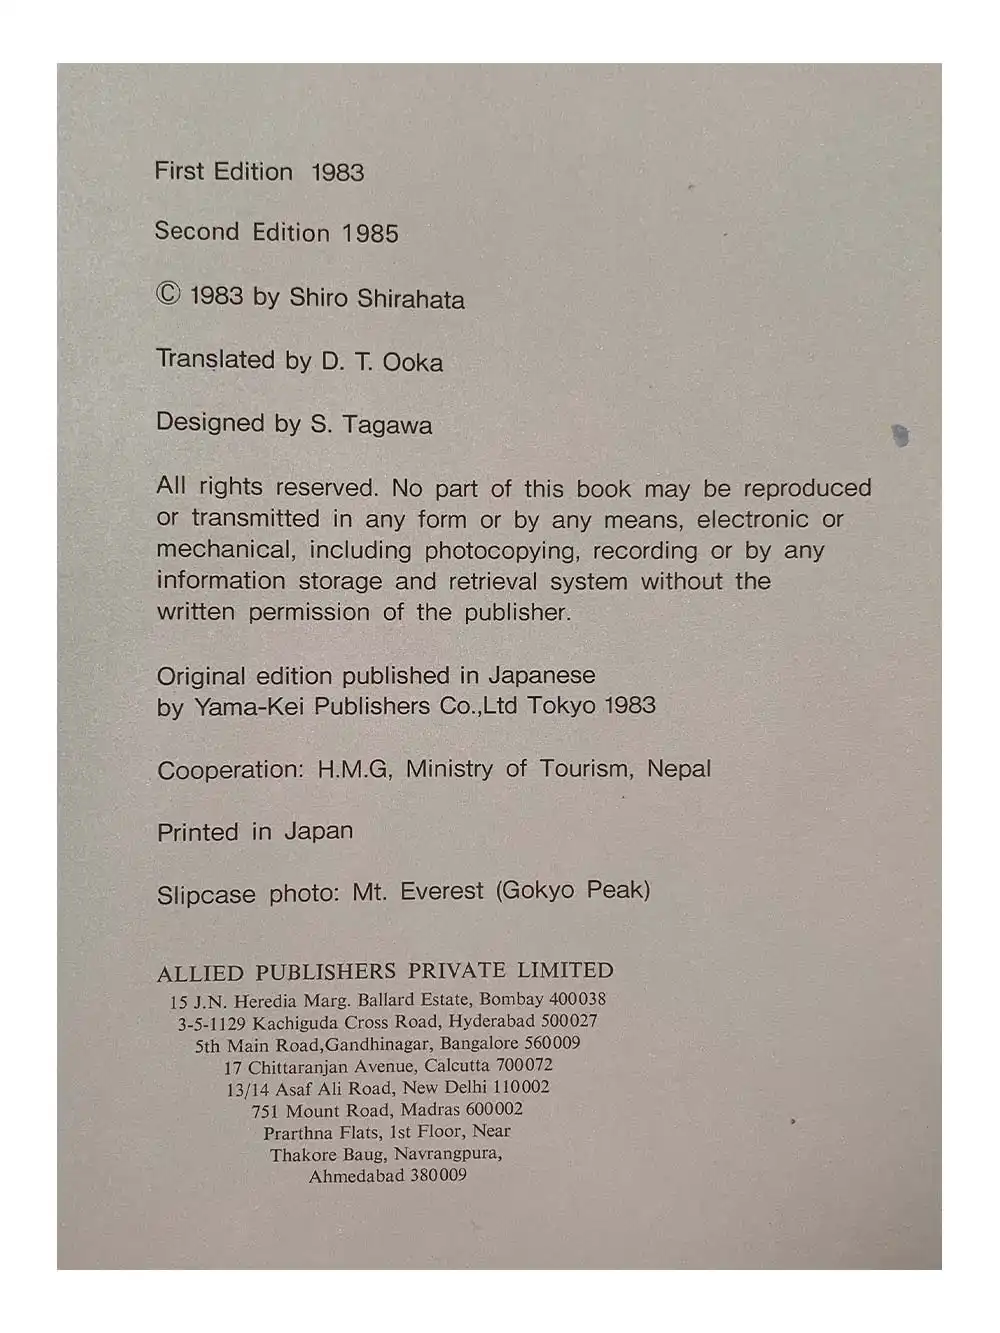 First Edition 1983
Second Edition 1985
© 1983 by Shiro Shirahata
Translated by D. T. Ooka
Designed by S. Tagawa
All rights reserved. No part of this book may be reproduced
or transmitted in any form or by any means, electronic or
mechanical, including photocopying, recording or by any
information storage and retrieval system without the
written permission of the publisher.
Original edition published in Japanese
by Yama-Kei Publishers Co.,Ltd Tokyo 1983
Cooperation: H.M.G, Ministry of Tourism, Nepal
Printed in Japan
Slipcase photo: Mt. Everest (Gokyo Peak)
ALLIED PUBLISHERS PRIVATE LIMITED
15 J.N. Heredia Marg. Ballard Estate, Bombay 400038
3-5-1129 Kachiguda Cross Road, Hyderabad 500027
5th Main Road,Gandhinagar, Bangalore 560009
17 Chittaranjan Avenue, Calcutta 700072
13/14 Asaf Ali Road, New Delhi 110002
751 Mount Road, Madras 600002
Prarthna Flats, 1st Floor, Near
Thakore Baug, Navrangpura,
Ahmedabad 380009